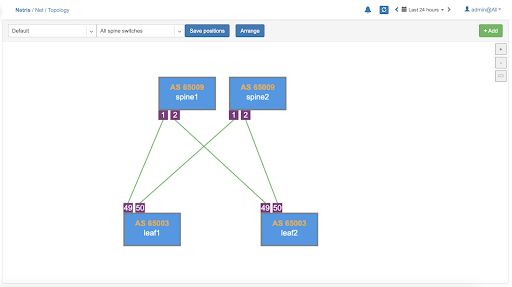 Netris / Net / Topology
Last 24 hours
admin@All
Default
All spine switches
Save positions
Arrange
+ Add
+
-
AS 65009
spine1
AS 65009
spine2
1 2
1 2
49 50
49 50
AS 65003
leaf1
AS 65003
leaf2